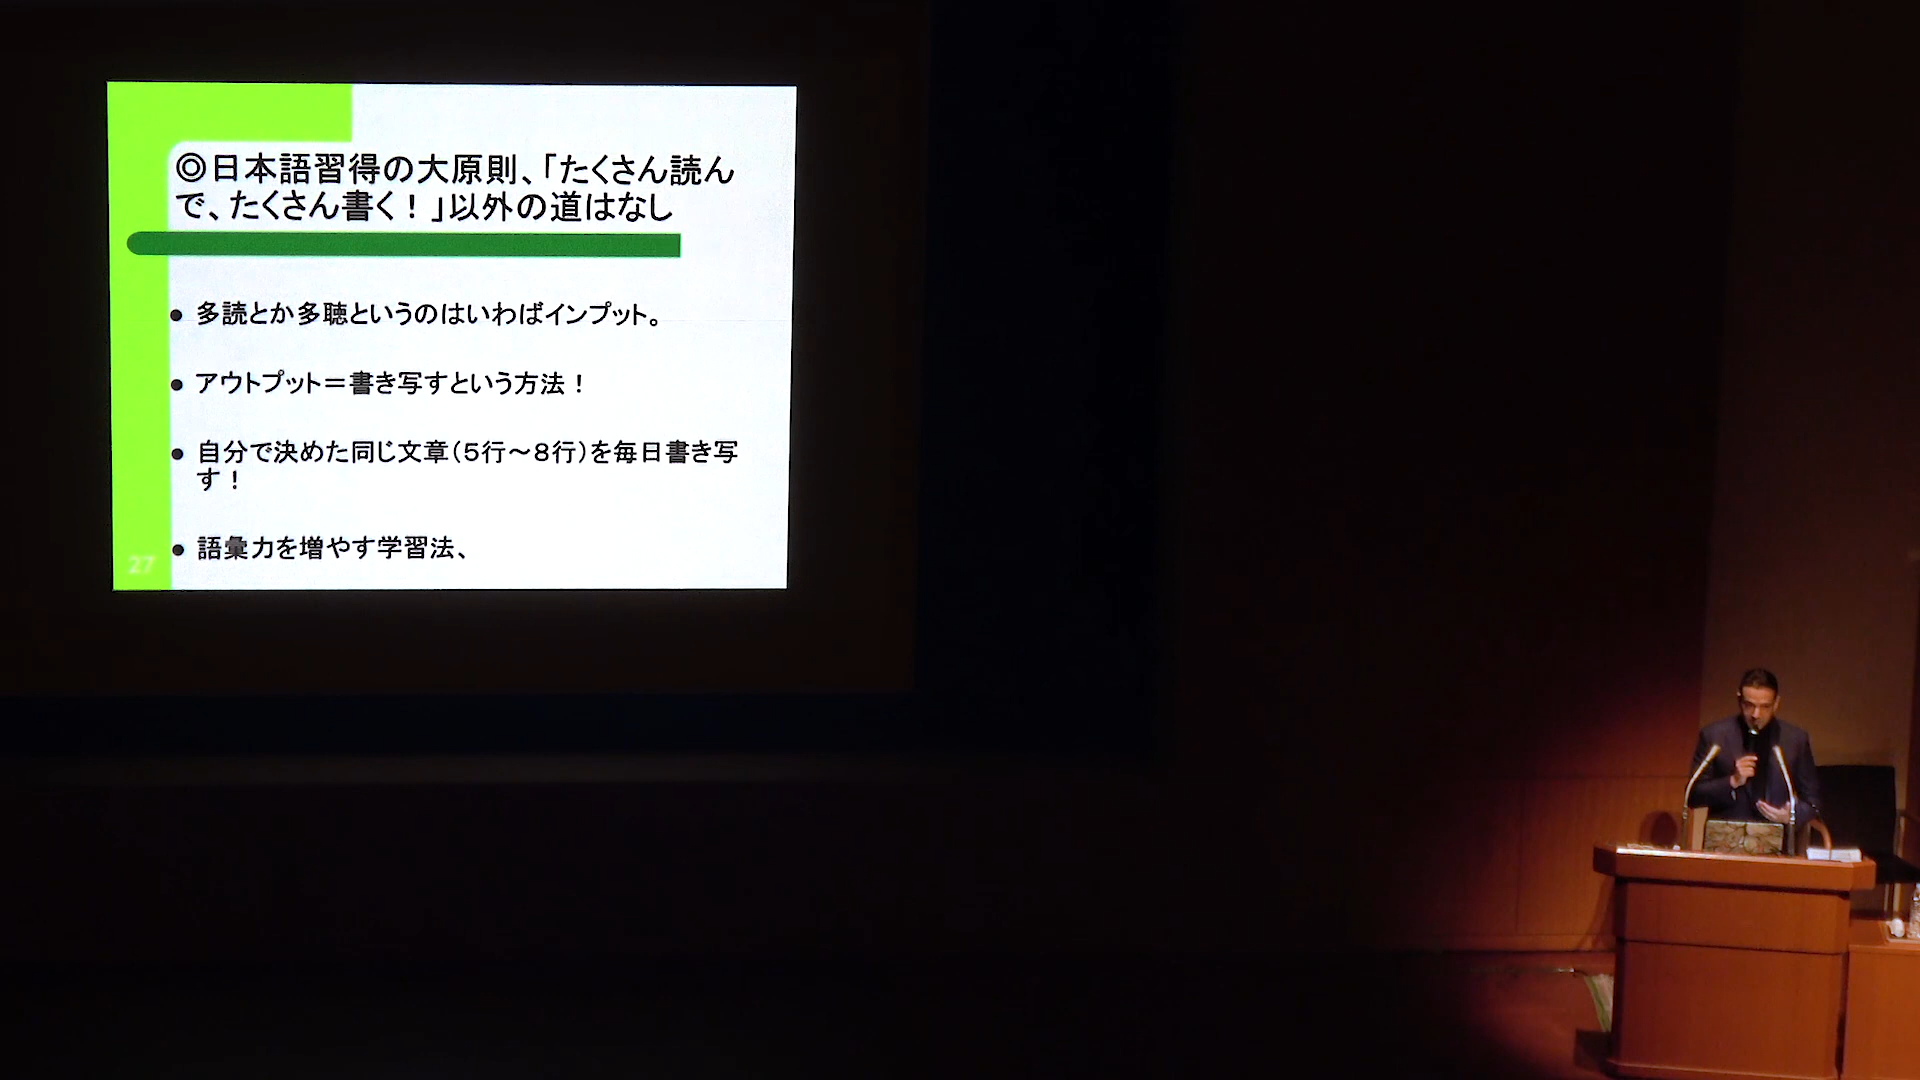 ◎日本語習得の大原則、「たくさん読ん
で、たくさん書く！」以外の道はなし
● 多読とか多聴というのはいわばインプット。
● アウトプット＝書き写すという方法！
● 自分で決めた同じ文章（５行～８行）を毎日書き写
す！
● 語彙力を増やす学習法、
27